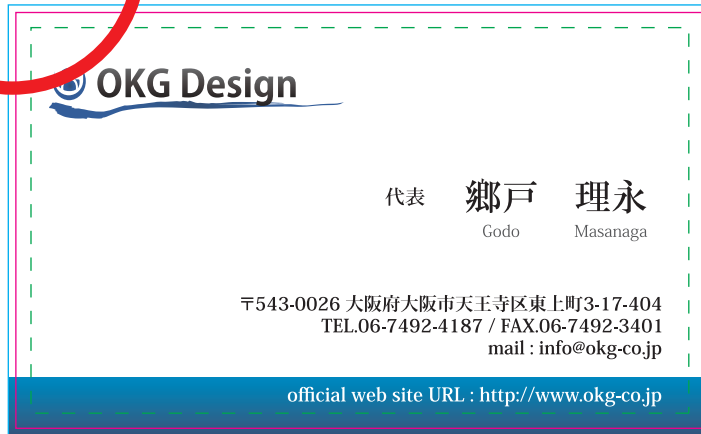 OKG Design
代表 郷戸 理永
Godo Masanaga
〒543-0026 大阪府大阪市天王寺区東上町3-17-404
TEL.06-7492-4187 / FAX.06-7492-3401
mail : info@okg-co.jp
official web site URL : http://www.okg-co.jp